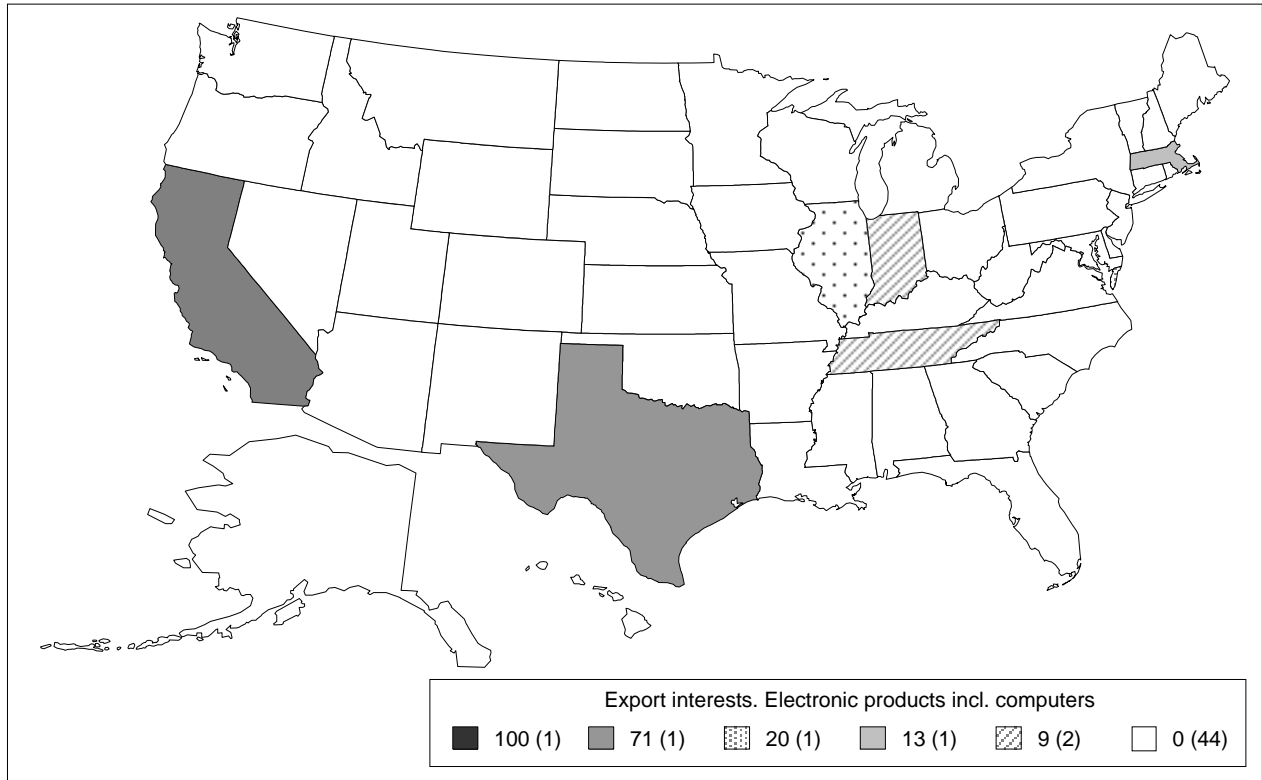 Export interests. Electronic products incl. computers
100 (1) 71 (1) 20 (1) 13 (1) 9 (2) 0 (44)